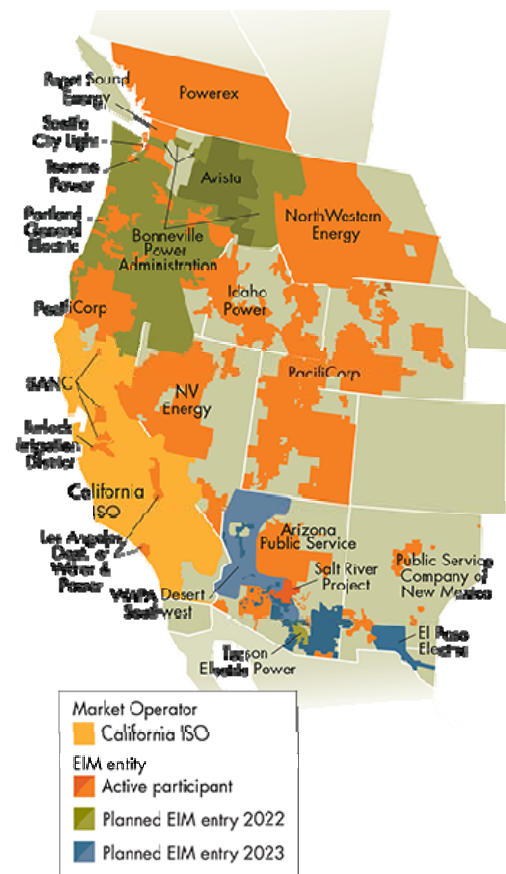 Powerex
Puget Sound
Energy
Seattle
City Light
Tacoma
Power
Avista
Portland
General
Electric
NorthWestern
Energy
Bonneville
Power
Administration
Idaho
Power
PacifiCorp
PacifiCorp
BANC
NV
Energy
Turlock
Irrigation
District
California
ISO
Los Angeles
Dept. of
Water &
Power
Arizona
Public Service
Salt River
Project
Public Service
Company of
New Mexico
WAPA Desert
Southwest
El Paso
Electric
Tucson
Electric Power
Market Operator
California ISO
EIM entity
Active participant
Planned EIM entry 2022
Planned EIM entry 2023